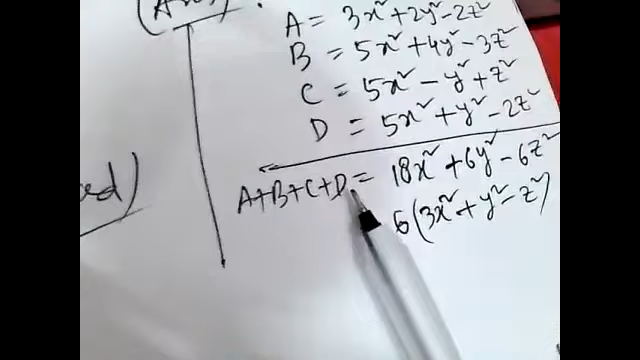 (Ans).
A = 3x² + 2y² - 2z²
B = 5x² + 4y² - 3z²
C = 5x² - y² + z²
D = 5x² + y² - 2z²
A+B+C+D = 18x² + 6y² - 6z²
6(3x² + y² - z²)